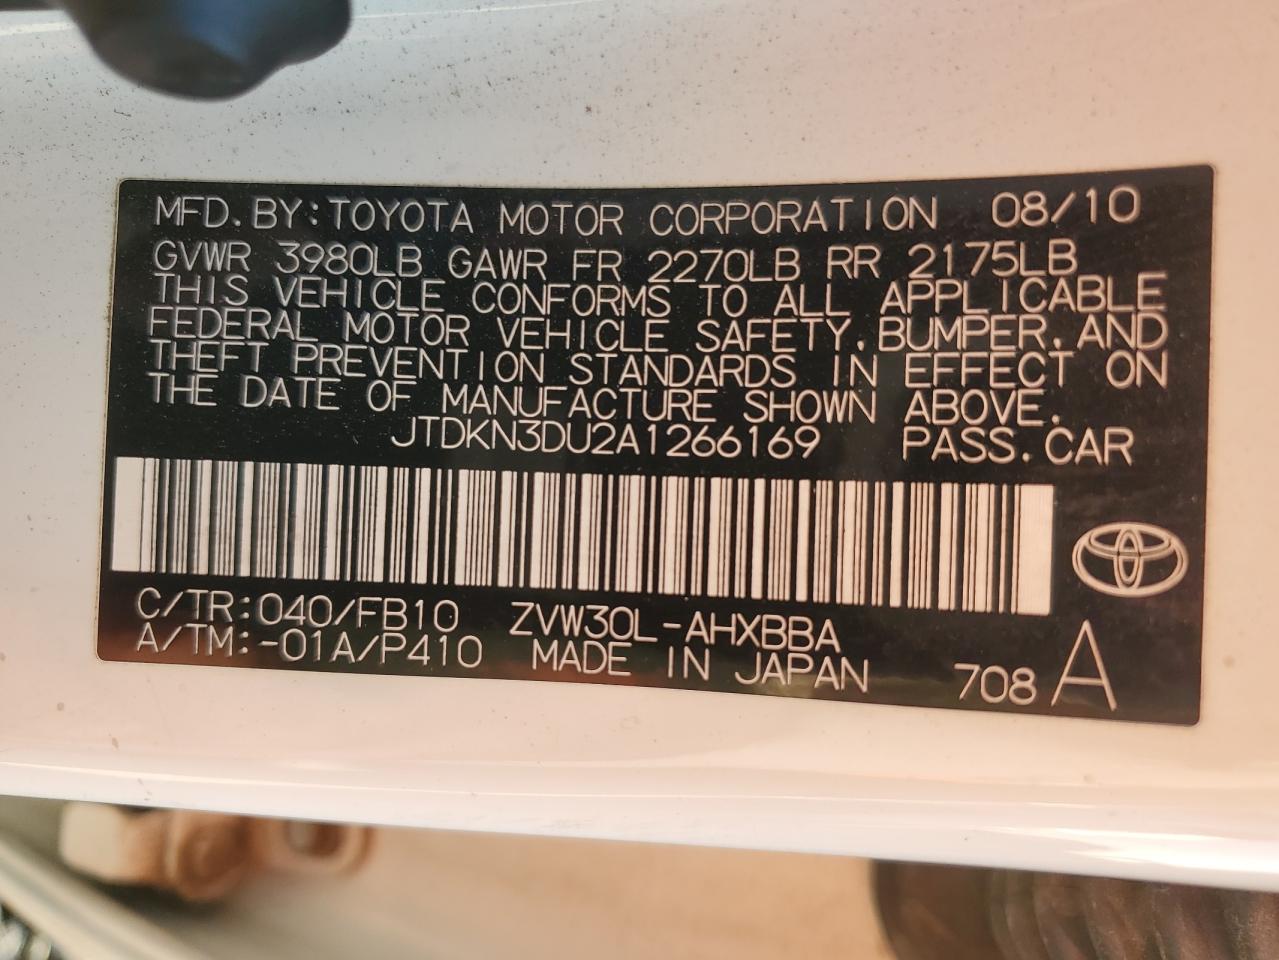 MFD. BY: TOYOTA MOTOR CORPORATION 08/10
GVWR 3980LB GAWR FR 2270LB RR 2175LB
THIS VEHICLE CONFORMS TO ALL APPLICABLE
FEDERAL MOTOR VEHICLE SAFETY, BUMPER, AND
THEFT PREVENTION STANDARDS IN EFFECT ON
THE DATE OF MANUFACTURE SHOWN ABOVE.
JTDKN3DU2A1266169 PASS. CAR
C/TR: 040/FB10 ZVW30L-AHXBBA
A/TM: -01A/P410 MADE IN JAPAN 708 A